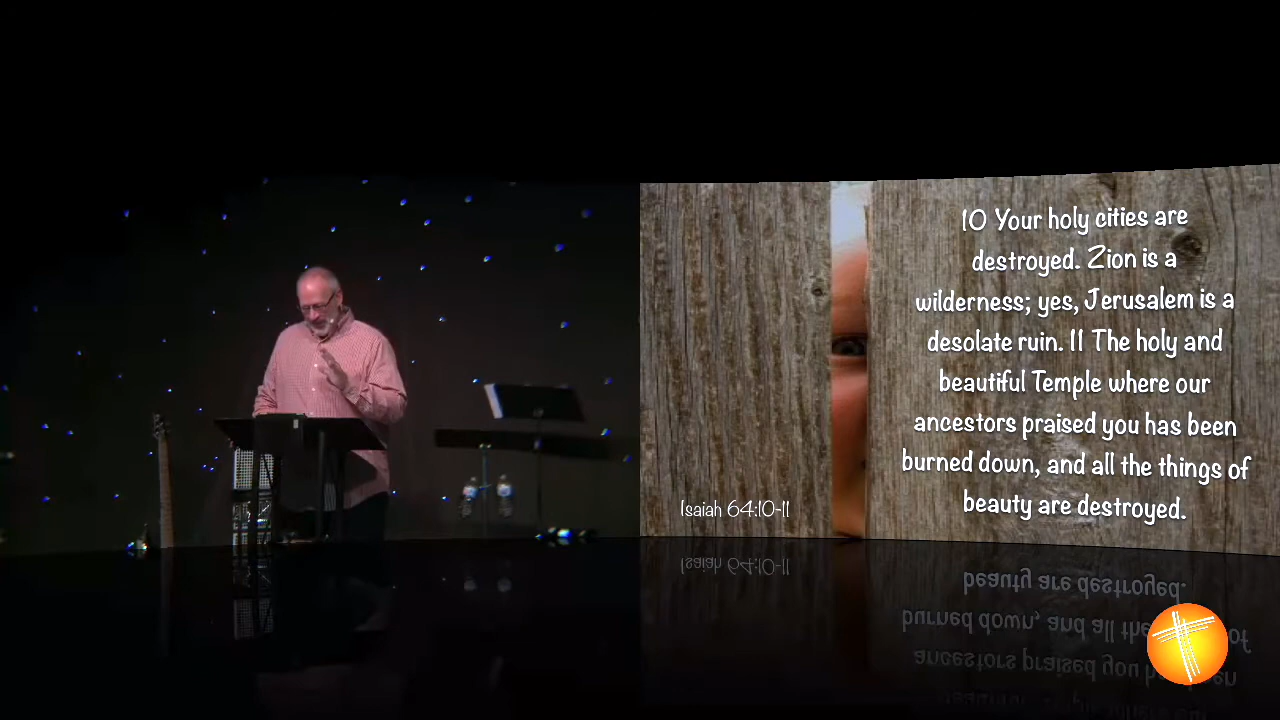 10 Your holy cities are
destroyed. Zion is a
wilderness; yes, Jerusalem is a
desolate ruin. 11 The holy and
beautiful Temple where our
ancestors praised you has been
burned down, and all the things of
beauty are destroyed.
Isaiah 64:10-11